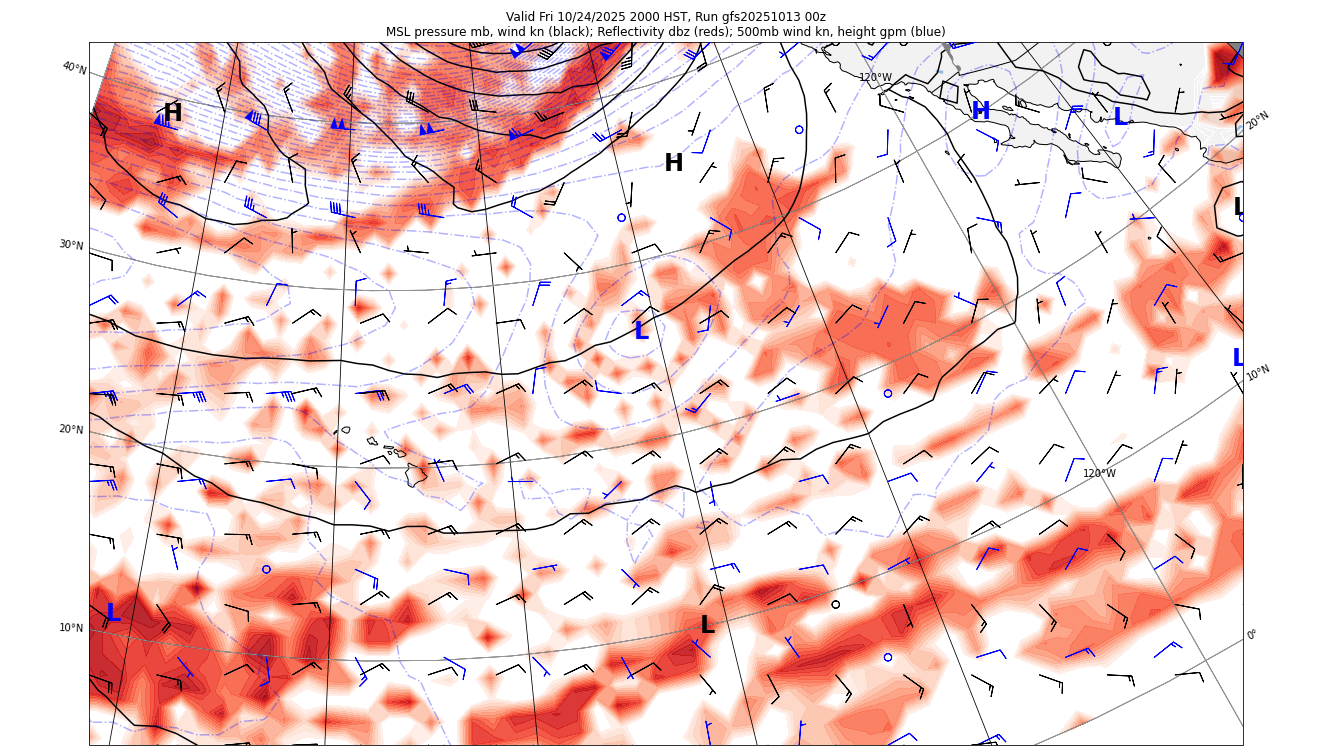 Valid Fri 10/24/2025 2000 HST, Run gfs20251013 00z
MSL pressure mb, wind kn (black); Reflectivity dbz (reds); 500mb wind kn, height gpm (blue)
40°N
120°W
H
H
L
20°N
H
L
30°N
L
L
10°N
20°N
120°W
L
L
10°N
0°